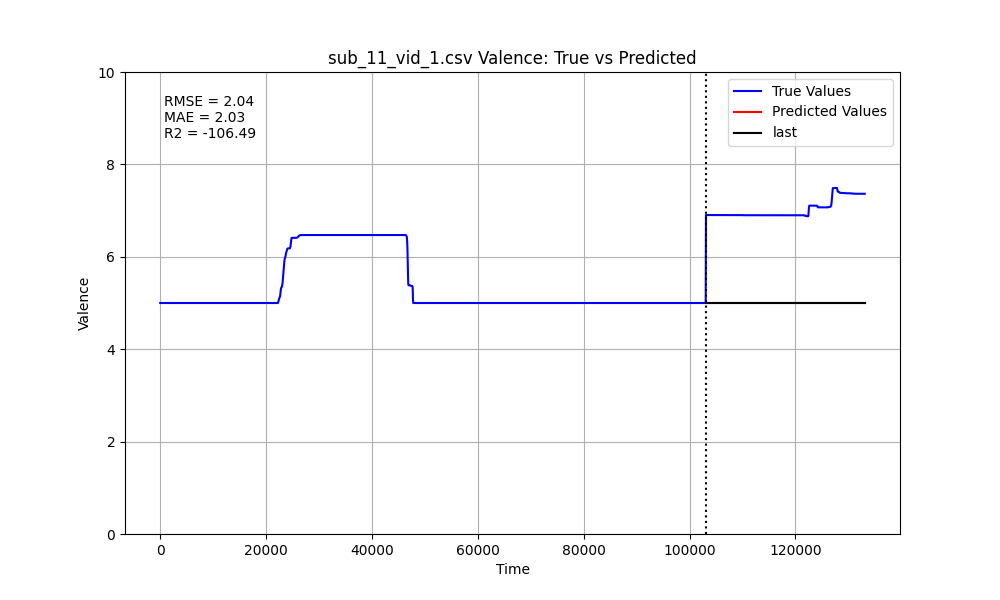 sub_11_vid_1.csv Valence: True vs Predicted
RMSE = 2.04
MAE = 2.03
R2 = -106.49
True Values
Predicted Values
last
10
8
6
4
2
0
Valence
0
20000
40000
60000
80000
100000
120000
Time